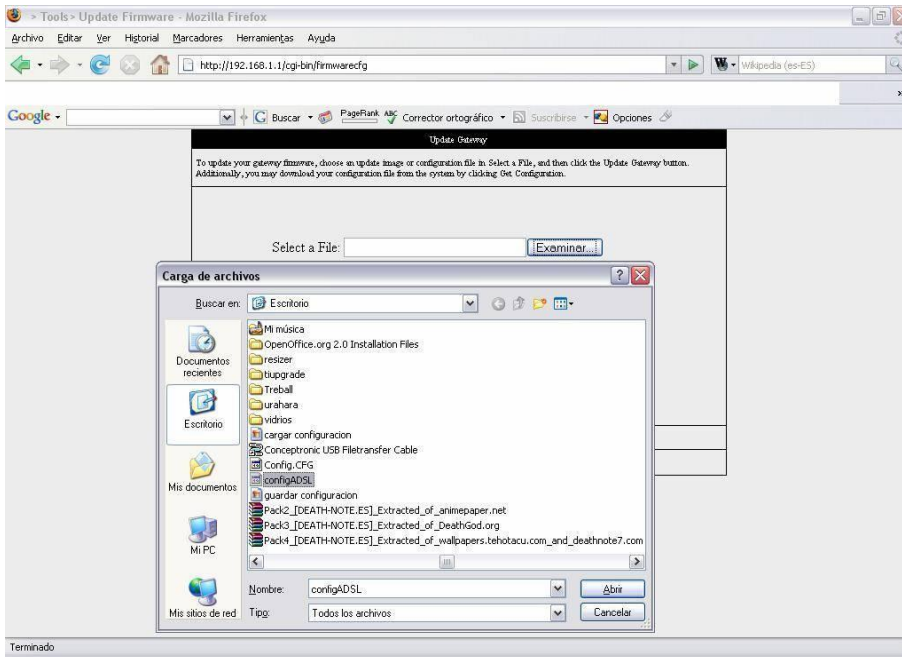 > Tools> Update Firmware - Mozilla Firefox
Archivo Editar Ver Historial Marcadores Herramientas Ayuda
http://192.168.1.1/cgi-bin/firmwarecfg
W Wikipedia (es-ES)
Google G Buscar PageRank ABC Corrector ortográfico Suscribirse Opciones
Update Gateway
To update your gateway firmware, choose an update image or configuration file in Select a File, and then click the Update Gateway button.
Additionally, you may download your configuration file from the system by clicking Get Configuration.
Select a File: Examinar...
Carga de archivos
Buscar en: Escritorio
Mi música
OpenOffice.org 2.0 Installation Files
resizer
tiupgrade
Treball
urahara
vidrios
cargar configuracion
Conceptronic USB Filetransfer Cable
Config.CFG
configADSL
guardar configuracion
Pack2_[DEATH-NOTE.ES]_Extracted_of_animepaper.net
Pack3_[DEATH-NOTE.ES]_Extracted_of_DeathGod.org
Pack4_[DEATH-NOTE.ES]_Extracted_of_wallpapers.tehotacu.com_and_deathnote7.com
Documentos
recientes
Escritorio
Mis documentos
Mi PC
Mis sitios de red
Nombre: configADSL Abrir
Tipo: Todos los archivos Cancelar
Terminado